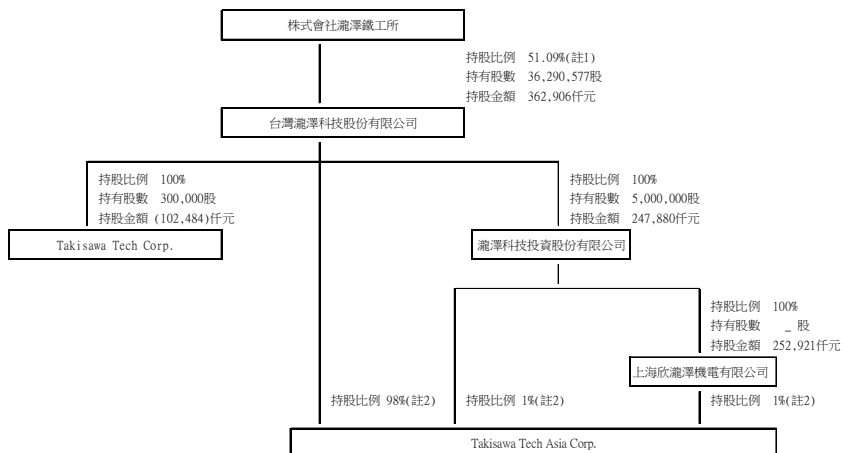 株式會社瀧澤鐵工所
持股比例 51.09%(註1)
持有股數 36,290,577股
持股金額 362,906仟元
台灣瀧澤科技股份有限公司
持股比例 100%
持有股數 300,000股
持股金額 (102,484)仟元
持股比例 100%
持有股數 5,000,000股
持股金額 247,880仟元
Takisawa Tech Corp.
瀧澤科技投資股份有限公司
持股比例 100%
持有股數 _ 股
持股金額 252,921仟元
上海欣瀧澤機電有限公司
持股比例 98%(註2)
持股比例 1%(註2)
持股比例 1%(註2)
Takisawa Tech Asia Corp.